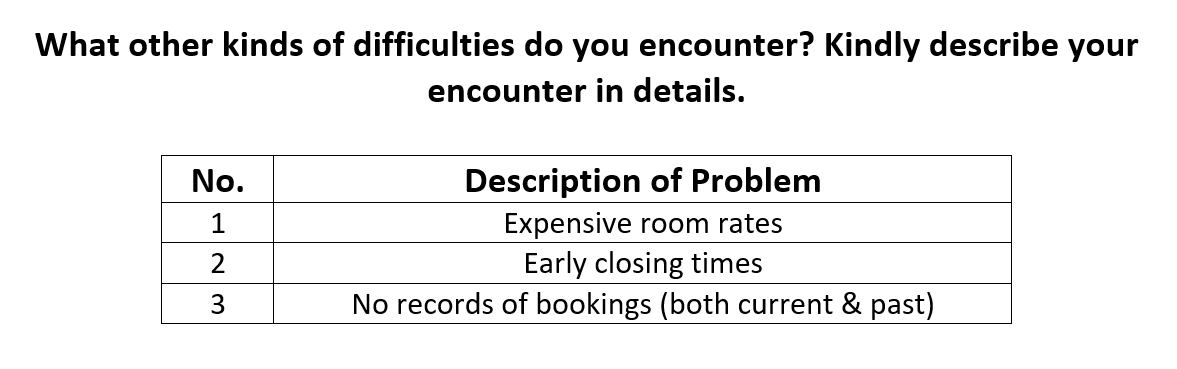 What other kinds of difficulties do you encounter? Kindly describe your
encounter in details.
No. Description of Problem
1 Expensive room rates
2 Early closing times
3 No records of bookings (both current & past)